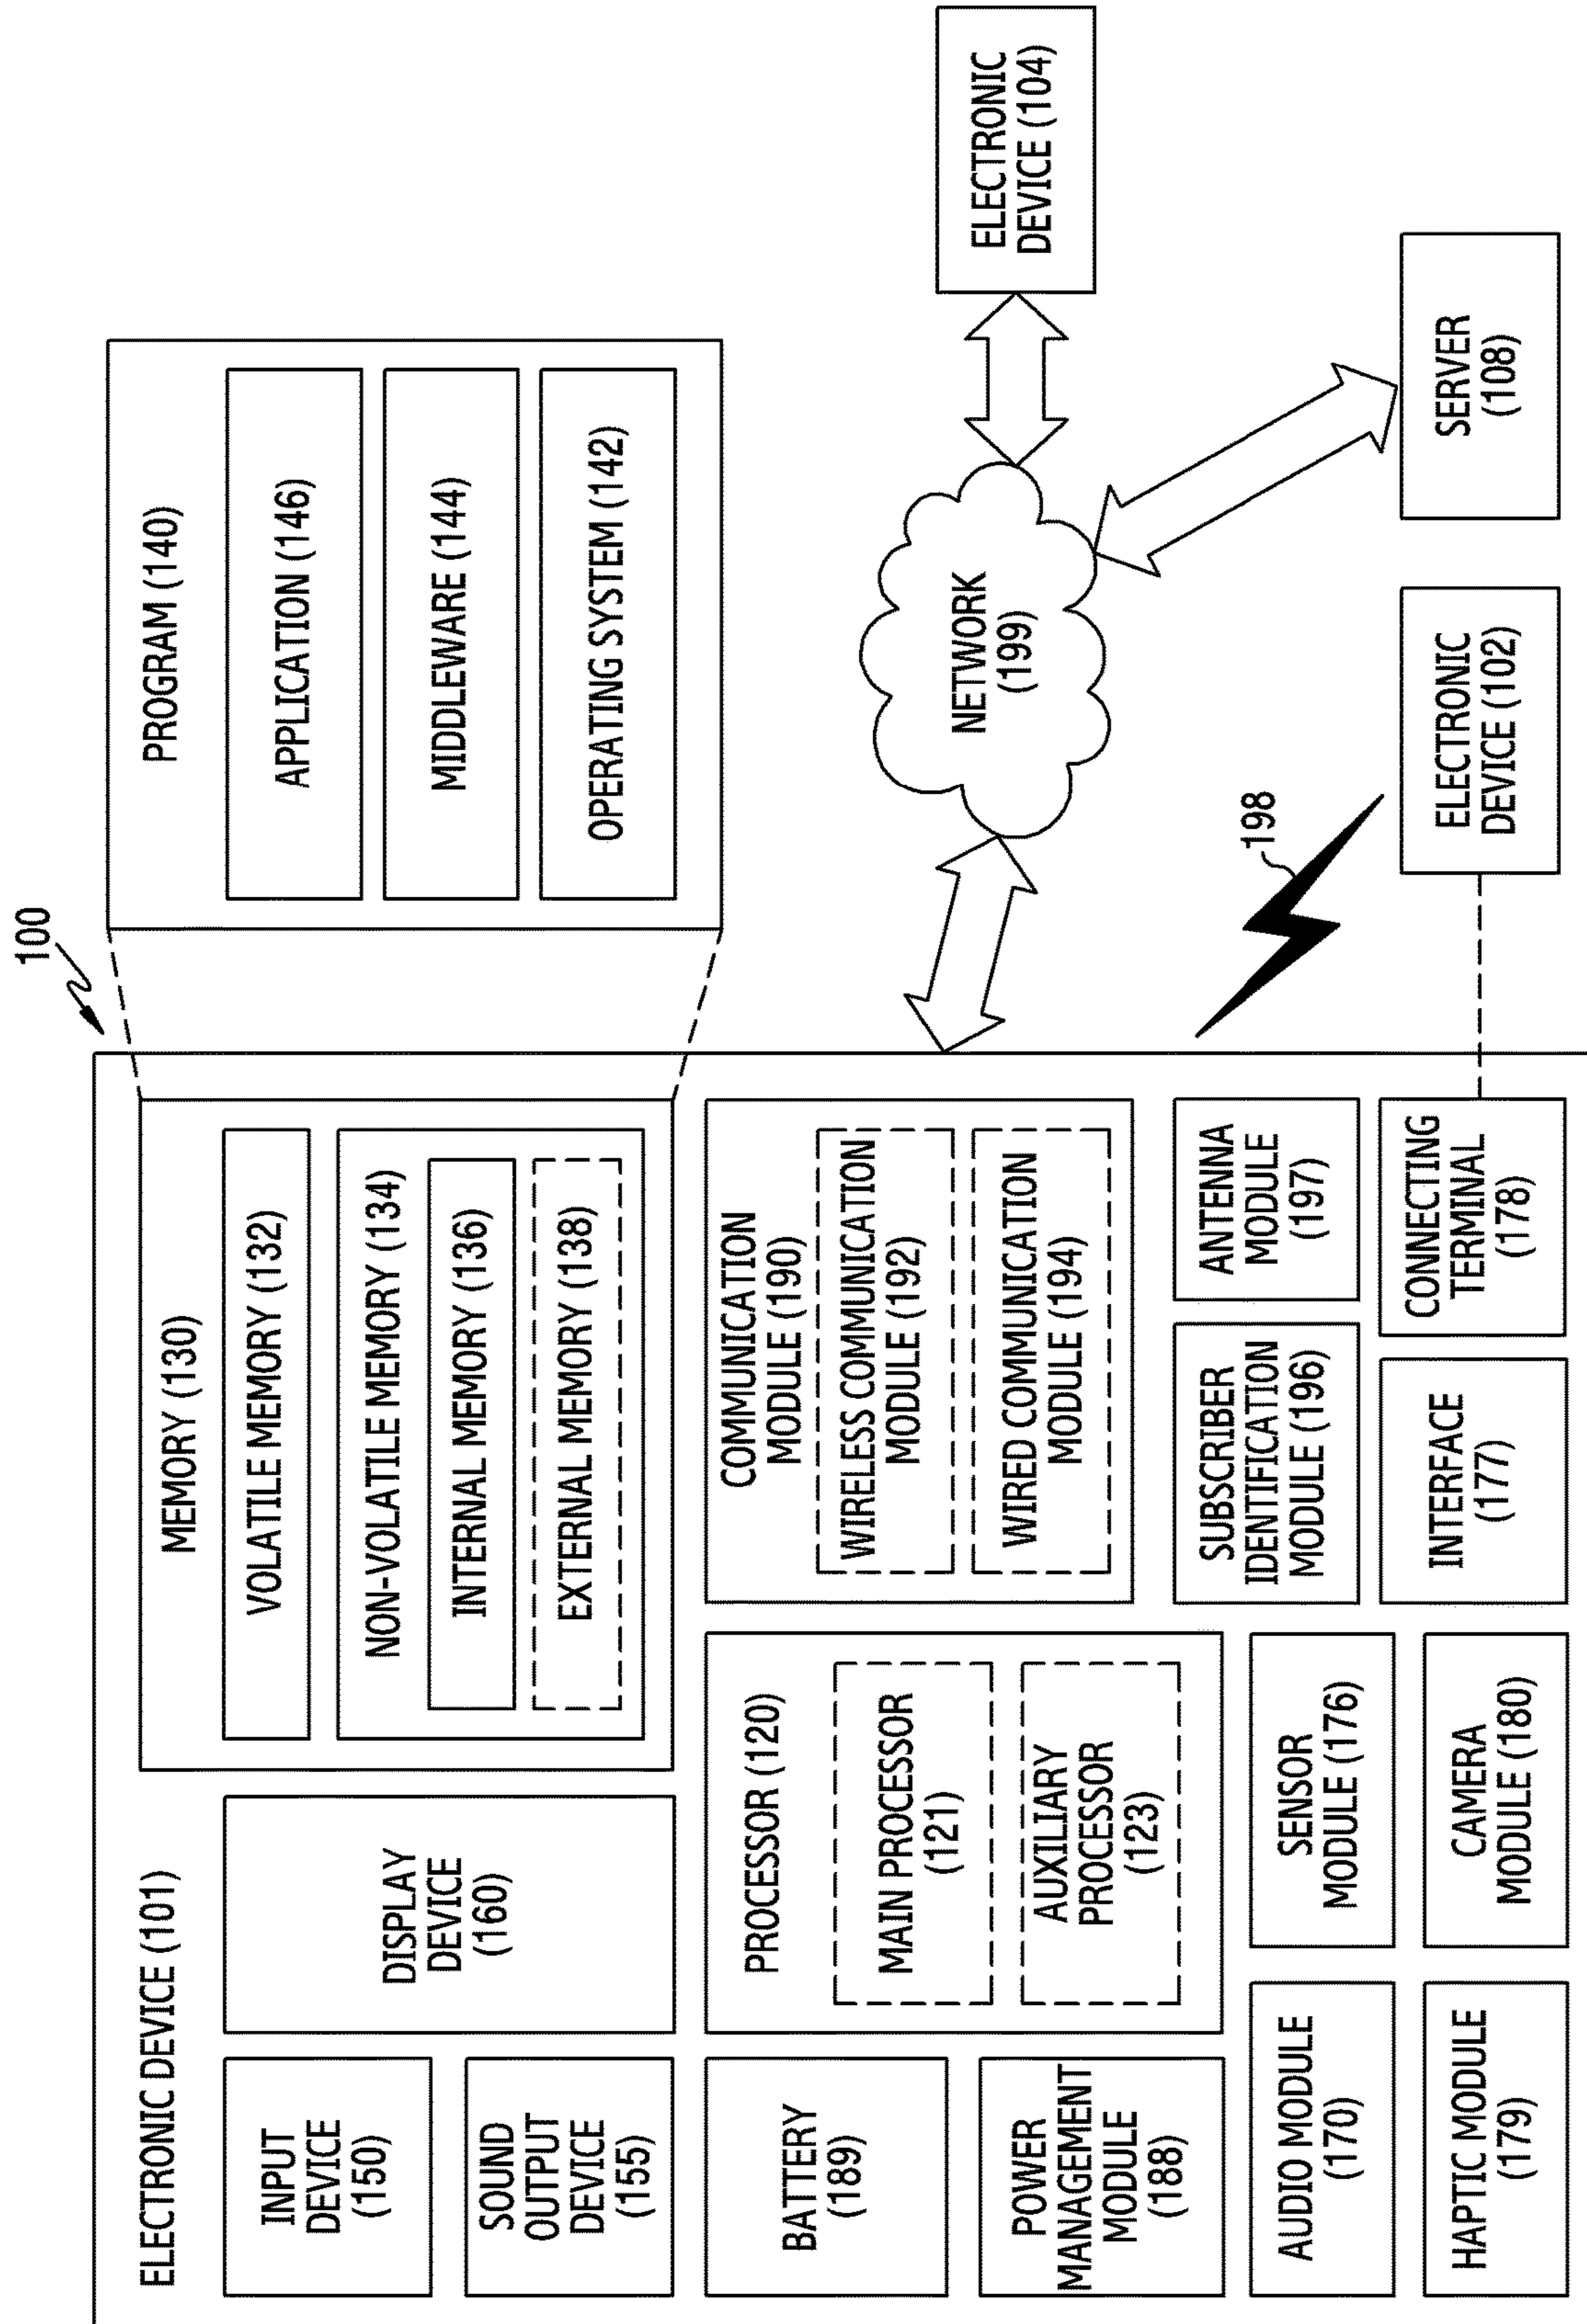 100
ELECTRONIC DEVICE (101)
INPUT
DEVICE
(150)
SOUND
OUTPUT
DEVICE
(155)
DISPLAY
DEVICE
(160)
MEMORY (130)
VOLATILE MEMORY (132)
NON-VOLATILE MEMORY (134)
INTERNAL MEMORY (136)
EXTERNAL MEMORY (138)
PROGRAM (140)
APPLICATION (146)
MIDDLEWARE (144)
OPERATING SYSTEM (142)
BATTERY
(189)
POWER
MANAGEMENT
MODULE
(188)
PROCESSOR (120)
MAIN PROCESSOR
(121)
AUXILIARY
PROCESSOR
(123)
COMMUNICATION
MODULE (190)
WIRELESS COMMUNICATION
MODULE (192)
WIRED COMMUNICATION
MODULE (194)
NETWORK
(199)
ELECTRONIC
DEVICE (104)
AUDIO MODULE
(170)
SENSOR
MODULE (176)
SUBSCRIBER
IDENTIFICATION
MODULE (196)
ANTENNA
MODULE
(197)
198
HAPTIC MODULE
(179)
CAMERA
MODULE (180)
INTERFACE
(177)
CONNECTING
TERMINAL
(178)
ELECTRONIC
DEVICE (102)
SERVER
(108)